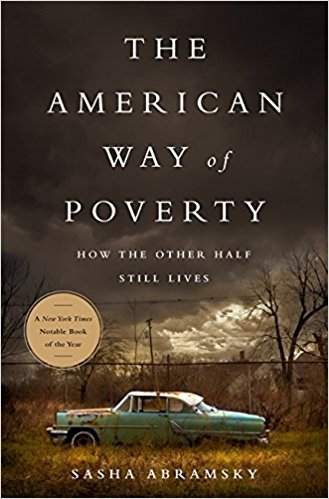 THE
AMERICAN
WAY of
POVERTY
HOW THE OTHER HALF
STILL LIVES
A New York Times
Notable Book
of the Year
SASHA ABRAMSKY